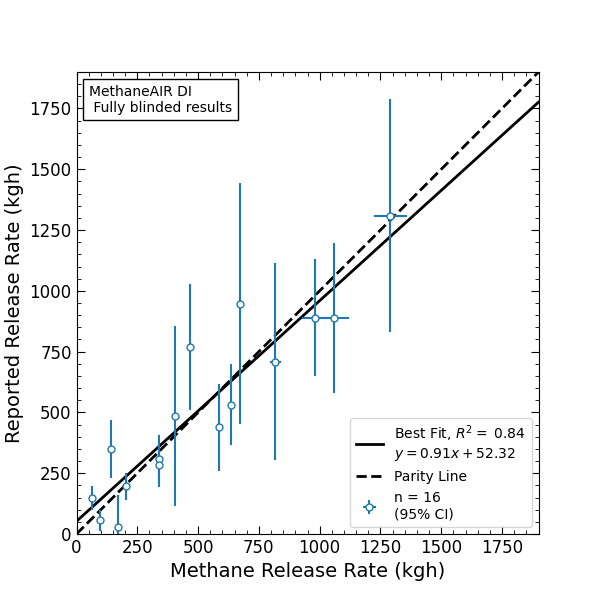 MethaneAIR DI
Fully blinded results
Reported Release Rate (kgh)
1750
1500
1250
1000
750
500
250
0
Best Fit, $R^2 =$ 0.84
$y = 0.91x + 52.32$
Parity Line
n = 16
(95% CI)
0 250 500 750 1000 1250 1500 1750
Methane Release Rate (kgh)